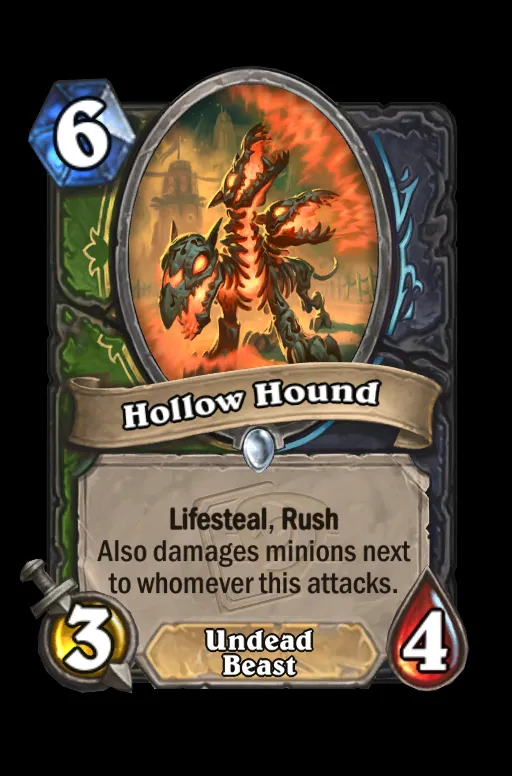 6
Hollow Hound
Lifesteal, Rush
Also damages minions next
to whomever this attacks.
3
Undead
Beast
4